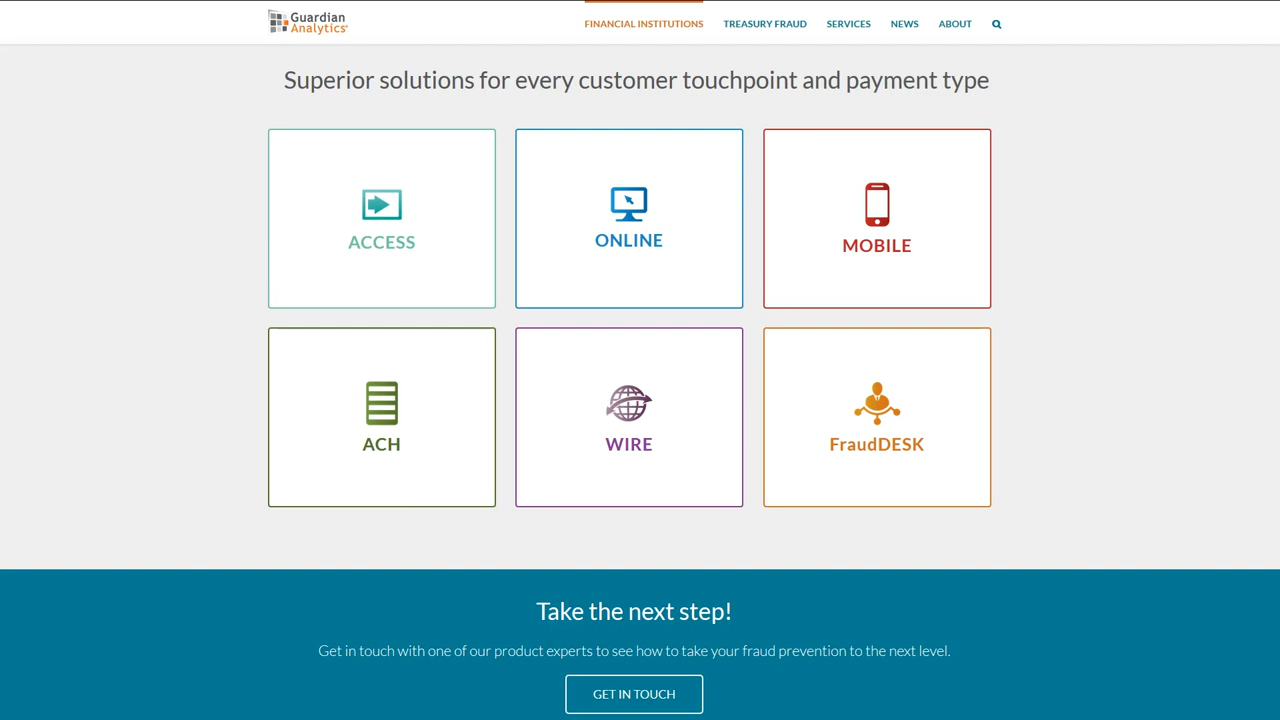 Guardian
Analytics
FINANCIAL INSTITUTIONS
TREASURY FRAUD
SERVICES
NEWS
ABOUT
Superior solutions for every customer touchpoint and payment type
ACCESS
ONLINE
MOBILE
ACH
WIRE
FraudDESK
Take the next step!
Get in touch with one of our product experts to see how to take your fraud prevention to the next level.
GET IN TOUCH